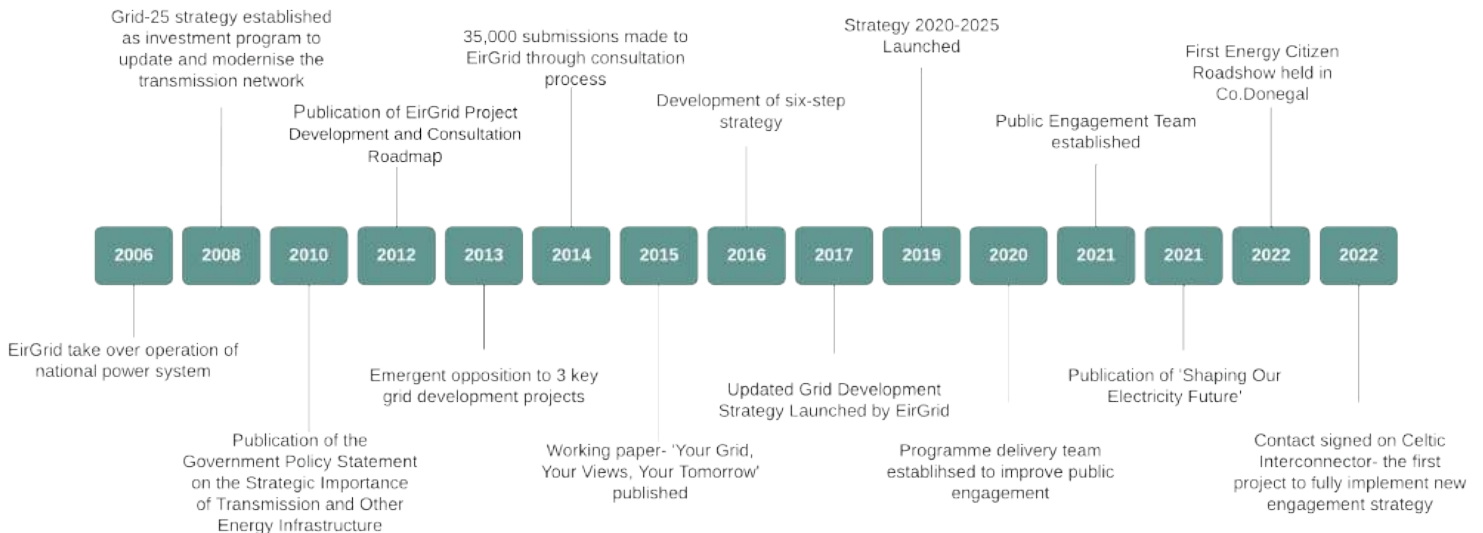 Grid-25 strategy established
as investment program to
update and modernise the
transmission network
Publication of EirGrid Project
Development and Consultation
Roadmap
35,000 submissions made to
EirGrid through consultation
process
Development of six-step
strategy
Strategy 2020-2025
Launched
Public Engagement Team
established
First Energy Citizen
Roadshow held in
Co.Donegal
2006
2008
2010
2012
2013
2014
2015
2016
2017
2019
2020
2021
2021
2022
2022
EirGrid take over operation of
national power system
Publication of the
Government Policy Statement
on the Strategic Importance
of Transmission and Other
Energy Infrastructure
Emergent opposition to 3 key
grid development projects
Working paper- 'Your Grid,
Your Views, Your Tomorrow'
published
Updated Grid Development
Strategy Launched by EirGrid
Programme delivery team
establihsed to improve public
engagement
Publication of 'Shaping Our
Electricity Future'
Contact signed on Celtic
Interconnector- the first
project to fully implement new
engagement strategy